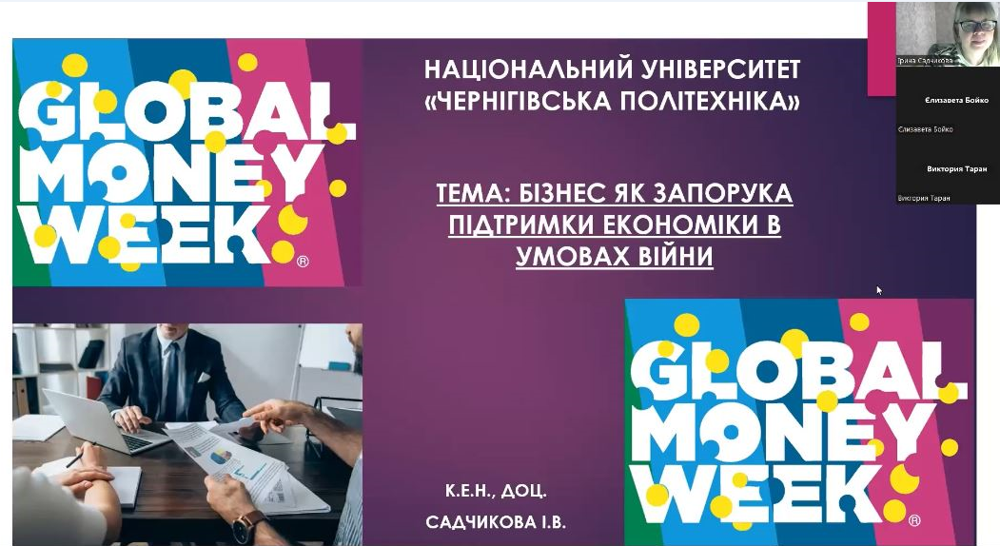 GLOBAL
MONEY
WEEK
®
НАЦІОНАЛЬНИЙ УНІВЕРСИТЕТ
«ЧЕРНІГІВСЬКА ПОЛІТЕХНІКА»
ТЕМА: БІЗНЕС ЯК ЗАПОРУКА
ПІДТРИМКИ ЕКОНОМІКИ В
УМОВАХ ВІЙНИ
Ірина Садчикова
Єлизавета Бойко
Єлизавета Бойко
Виктория Таран
Виктория Таран
GLOBAL
MONEY
WEEK
®
К.Е.Н., ДОЦ.
САДЧИКОВА І.В.